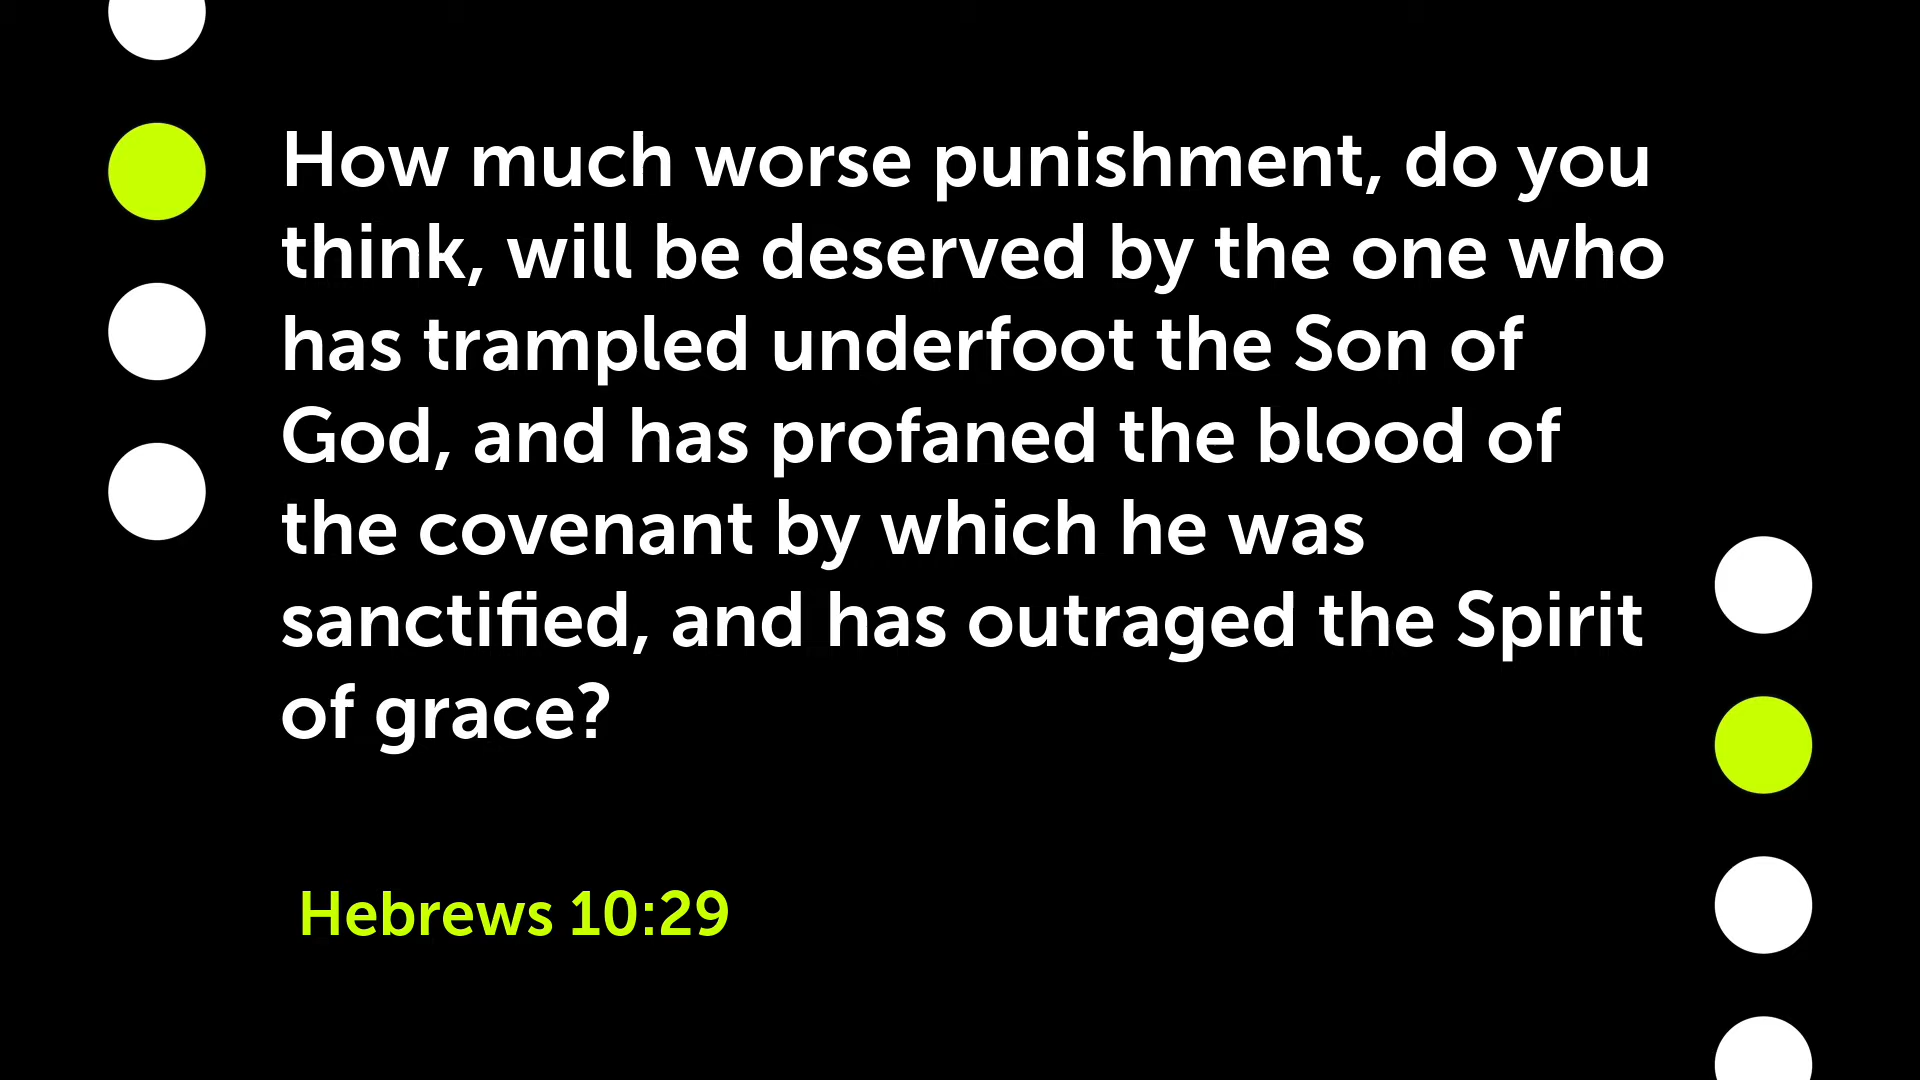 How much worse punishment, do you
think, will be deserved by the one who
has trampled underfoot the Son of
God, and has profaned the blood of
the covenant by which he was
sanctified, and has outraged the Spirit
of grace?
Hebrews 10:29